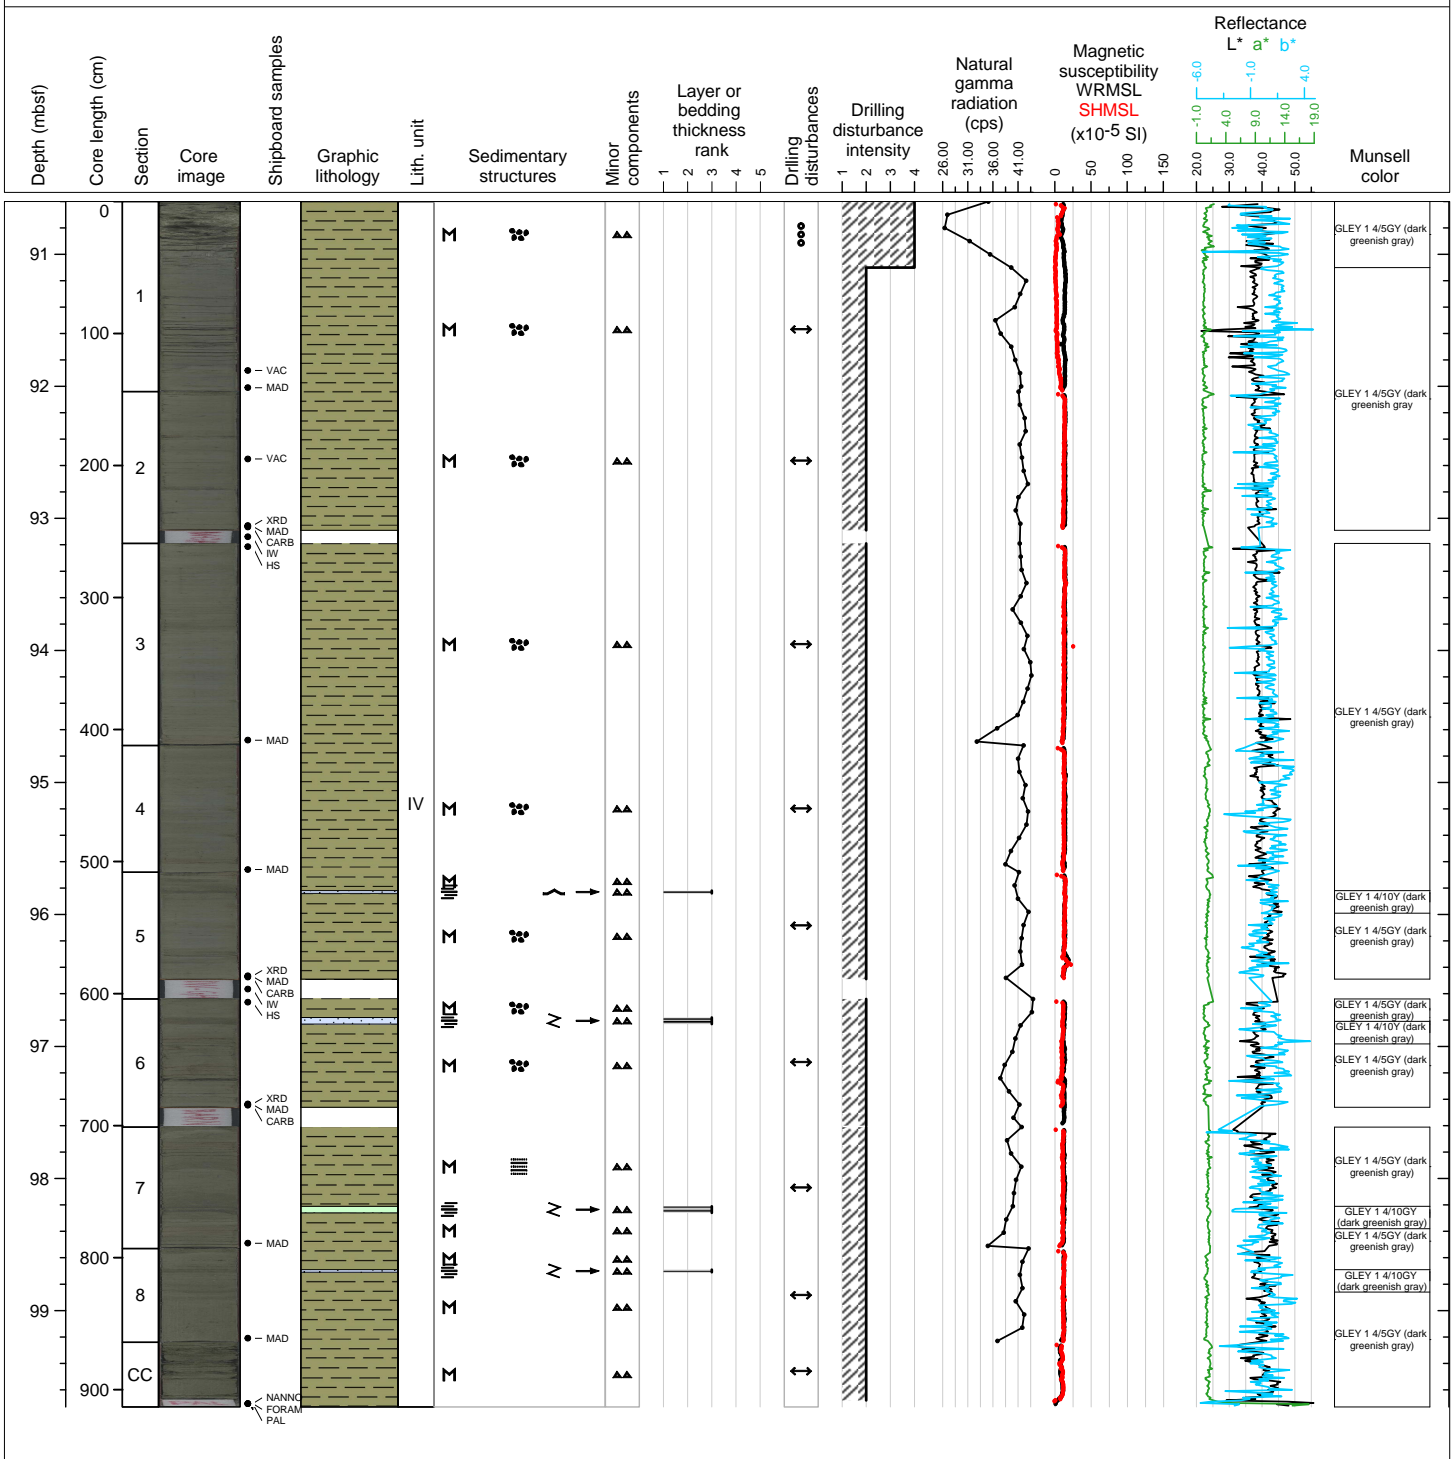 Depth (mbsf)
Core length (cm)
Section
Core
image
Shipboard samples
Graphic
lithology
Lith. unit
Sedimentary
structures
Minor
components
Layer or
bedding
thickness
rank
1 2 3 4 5
Drilling
disturbances
Drilling
disturbance
intensity
1 2 3 4
Natural
gamma
radiation
(cps)
26.00 31.00 36.00 41.00
Magnetic
susceptibility
WRMSL
SHMSL
(x10-5 SI)
0 50 100 150
Reflectance
L* a* b*
-6.0 -1.0 4.0
-1.0 4.0 9.0 14.0 19.0
20.0 30.0 40.0 50.0
Munsell
color
91
92
93
94
95
96
97
98
99
0
100
200
300
400
500
600
700
800
900
1
2
3
4
5
6
7
8
CC
VAC
MAD
VAC
XRD
MAD
CARB
IW
HS
MAD
MAD
XRD
MAD
CARB
IW
HS
XRD
MAD
CARB
MAD
MAD
NANNO
FORAM
PAL
IV
GLEY 1 4/5GY (dark
greenish gray)
GLEY 1 4/5GY (dark
greenish gray
GLEY 1 4/5GY (dark
greenish gray)
GLEY 1 4/10Y (dark
greenish gray)
GLEY 1 4/5GY (dark
greenish gray)
GLEY 1 4/5GY (dark
greenish gray)
GLEY 1 4/10Y (dark
greenish gray)
GLEY 1 4/5GY (dark
greenish gray)
GLEY 1 4/5GY (dark
greenish gray)
GLEY 1 4/10GY
(dark greenish gray)
GLEY 1 4/5GY (dark
greenish gray)
GLEY 1 4/10GY
(dark greenish gray)
GLEY 1 4/5GY (dark
greenish gray)